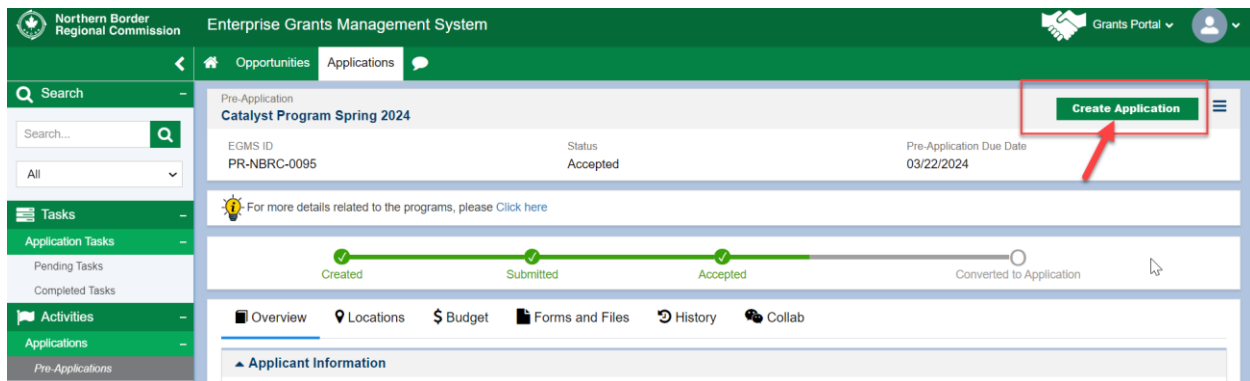 Northern Border
Regional Commission
Enterprise Grants Management System
Grants Portal
Opportunities
Applications
Search
Search...
All
Tasks
Application Tasks
Pending Tasks
Completed Tasks
Activities
Applications
Pre-Applications
Pre-Application
Catalyst Program Spring 2024
Create Application
EGMS ID
Status
Pre-Application Due Date
PR-NBRC-0095
Accepted
03/22/2024
For more details related to the programs, please Click here
Created
Submitted
Accepted
Converted to Application
Overview
Locations
Budget
Forms and Files
History
Collab
Applicant Information